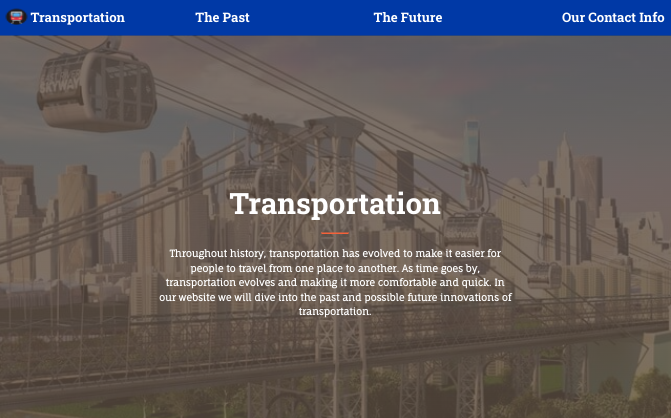 Transportation
The Past
The Future
Our Contact Info
SKYWAY
Transportation
Throughout history, transportation has evolved to make it easier for
people to travel from one place to another. As time goes by,
transportation evolves and making it more comfortable and quick. In
our website we will dive into the past and possible future innovations of
transportation.